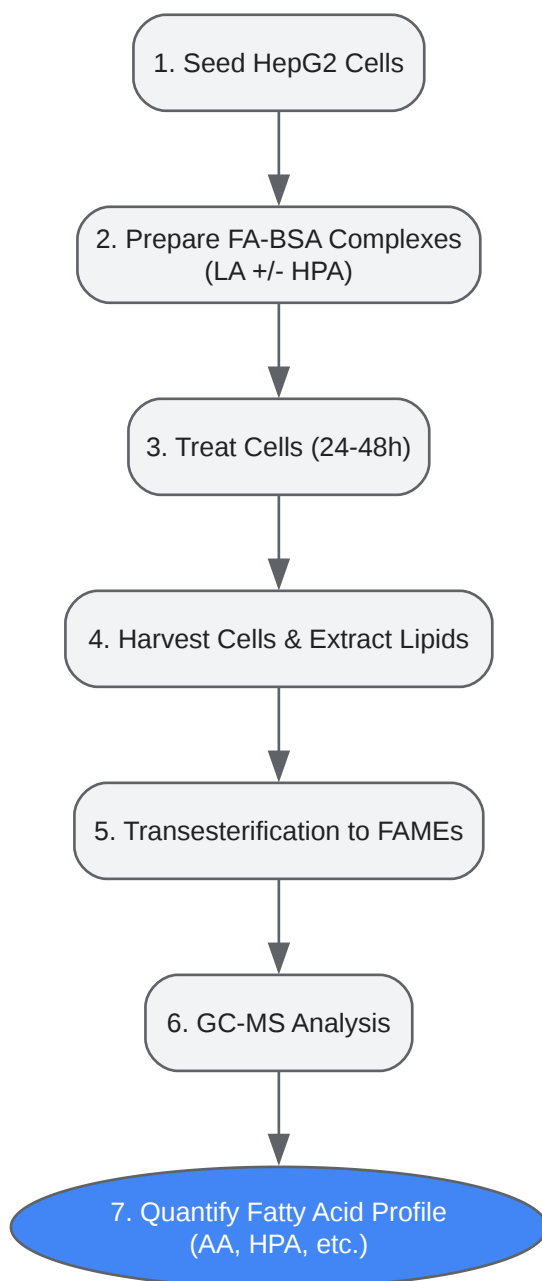 1. Seed HepG2 Cells
2. Prepare FA-BSA Complexes
(LA +/- HPA)
3. Treat Cells (24-48h)
4. Harvest Cells & Extract Lipids
5. Transesterification to FAMEs
6. GC-MS Analysis
7. Quantify Fatty Acid Profile
(AA, HPA, etc.)